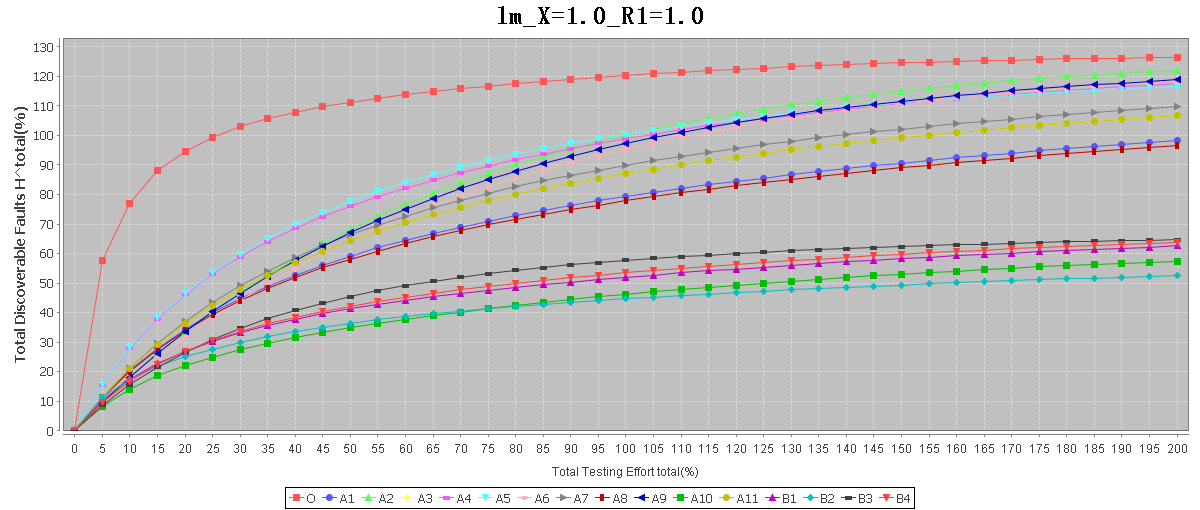 lm_X=1.0_R1=1.0
Total Discoverable Faults H^ total(%)
130
120
110
100
90
80
70
60
50
40
30
20
10
0
0 5 10 15 20 25 30 35 40 45 50 55 60 65 70 75 80 85 90 95 100 105 110 115 120 125 130 135 140 145 150 155 160 165 170 175 180 185 190 195 200
Total Testing Effort total(%)
O A1 A2 A3 A4 A5 A6 A7 A8 A9 A10 A11 B1 B2 B3 B4